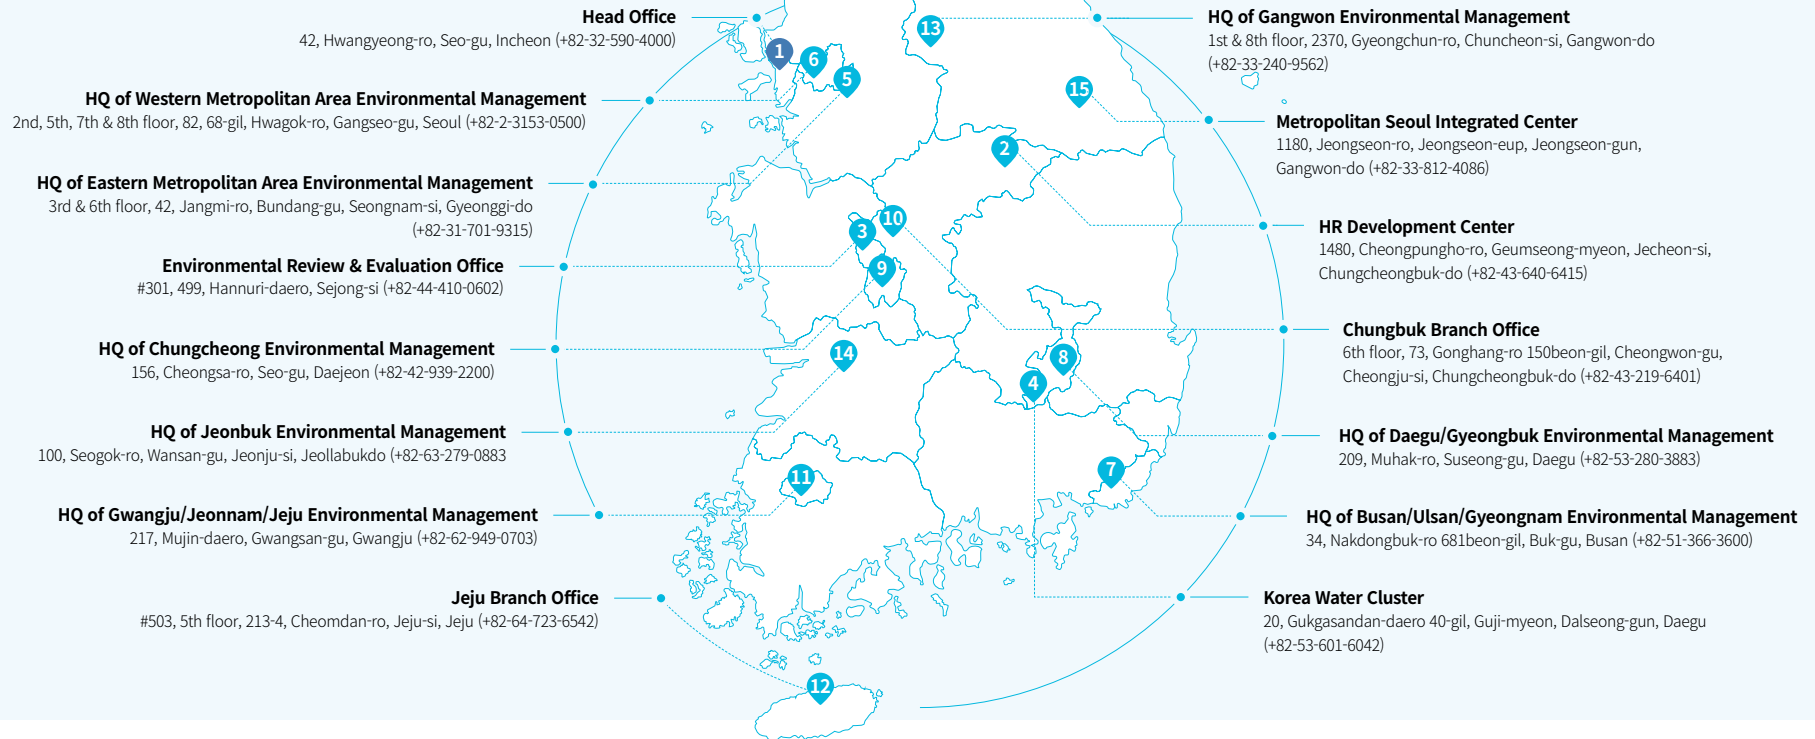 Head Office
42, Hwangyeong-ro, Seo-gu, Incheon (+82-32-590-4000)
HQ of Western Metropolitan Area Environmental Management
2nd, 5th, 7th & 8th floor, 82, 68-gil, Hwagok-ro, Gangseo-gu, Seoul (+82-2-3153-0500)
HQ of Eastern Metropolitan Area Environmental Management
3rd & 6th floor, 42, Jangmi-ro, Bundang-gu, Seongnam-si, Gyeonggi-do
(+82-31-701-9315)
Environmental Review & Evaluation Office
#301, 499, Hannuri-daero, Sejong-si (+82-44-410-0602)
HQ of Chungcheong Environmental Management
156, Cheongsa-ro, Seo-gu, Daejeon (+82-42-939-2200)
HQ of Jeonbuk Environmental Management
100, Seogok-ro, Wansan-gu, Jeonju-si, Jeollabukdo (+82-63-279-0883
HQ of Gwangju/Jeonnam/Jeju Environmental Management
217, Mujin-daero, Gwangsan-gu, Gwangju (+82-62-949-0703)
Jeju Branch Office
#503, 5th floor, 213-4, Cheomdan-ro, Jeju-si, Jeju (+82-64-723-6542)
13
1
6
5
15
2
10
3
9
14
8
4
7
11
12
HQ of Gangwon Environmental Management
1st & 8th floor, 2370, Gyeongchun-ro, Chuncheon-si, Gangwon-do
(+82-33-240-9562)
Metropolitan Seoul Integrated Center
1180, Jeongseon-ro, Jeongseon-eup, Jeongseon-gun,
Gangwon-do (+82-33-812-4086)
HR Development Center
1480, Cheongpungho-ro, Geumseong-myeon, Jecheon-si,
Chungcheongbuk-do (+82-43-640-6415)
Chungbuk Branch Office
6th floor, 73, Gonghang-ro 150beon-gil, Cheongwon-gu,
Cheongju-si, Chungcheongbuk-do (+82-43-219-6401)
HQ of Daegu/Gyeongbuk Environmental Management
209, Muhak-ro, Suseong-gu, Daegu (+82-53-280-3883)
HQ of Busan/Ulsan/Gyeongnam Environmental Management
34, Nakdongbuk-ro 681beon-gil, Buk-gu, Busan (+82-51-366-3600)
Korea Water Cluster
20, Gukgasandan-daero 40-gil, Guji-myeon, Dalseong-gun, Daegu
(+82-53-601-6042)